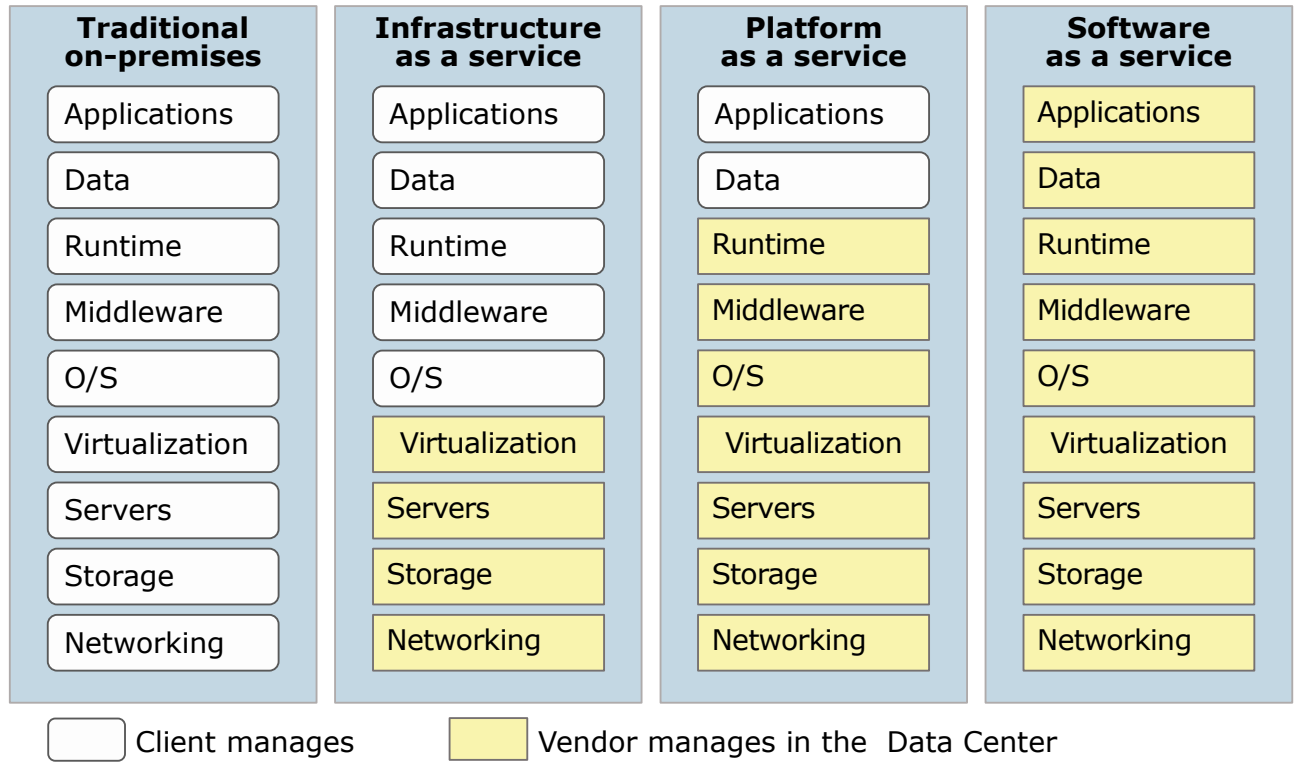 Traditional
on-premises
Applications
Data
Runtime
Middleware
O/S
Virtualization
Servers
Storage
Networking
Infrastructure
as a service
Applications
Data
Runtime
Middleware
O/S
Virtualization
Servers
Storage
Networking
Platform
as a service
Applications
Data
Runtime
Middleware
O/S
Virtualization
Servers
Storage
Networking
Software
as a service
Applications
Data
Runtime
Middleware
O/S
Virtualization
Servers
Storage
Networking
Client manages
Vendor manages in the Data Center